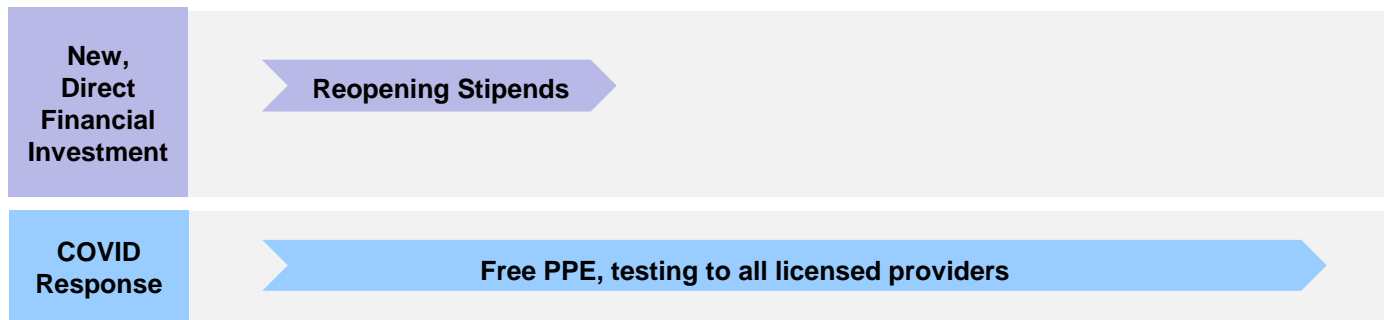 New,
Direct
Financial
Investment
Reopening Stipends
COVID
Response
Free PPE, testing to all licensed providers